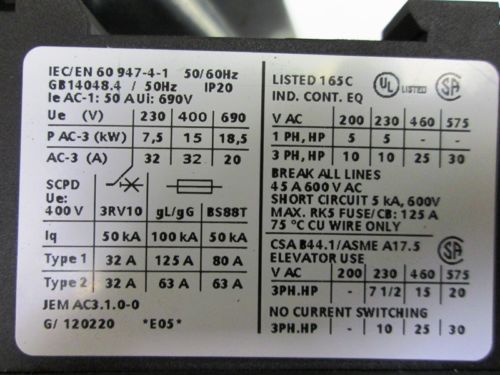 IEC/EN 60 947-4-1 50/60Hz
GB14048.4 / 50Hz IP20
Ie AC-1: 50 A Ui: 690V
Ue (V) 230 400 690
P AC-3 (kW) 7,5 15 18,5
AC-3 (A) 32 32 20
SCPD
Ue:
400 V 3RV10 gL/gG BS88T
Iq 50 kA 100 kA 50 kA
Type 1 32 A 125 A 80 A
Type 2 32 A 63 A 63 A
JEM AC3.1.0-0
G/ 120220 *E05*
LISTED 165C UL LISTED SA
IND. CONT. EQ
V AC 200 230 460 575
1 PH, HP 5 5 - -
3 PH, HP 10 10 25 30
BREAK ALL LINES
45 A 600 V AC
SHORT CIRCUIT 5 kA, 600V
MAX. RK5 FUSE/CB: 125 A
75 °C CU WIRE ONLY
CSA B44.1/ASME A17.5 SA
ELEVATOR USE
V AC 200 230 460 575
3PH.HP - 7 1/2 15 20
NO CURRENT SWITCHING
3PH.HP - 10 25 30